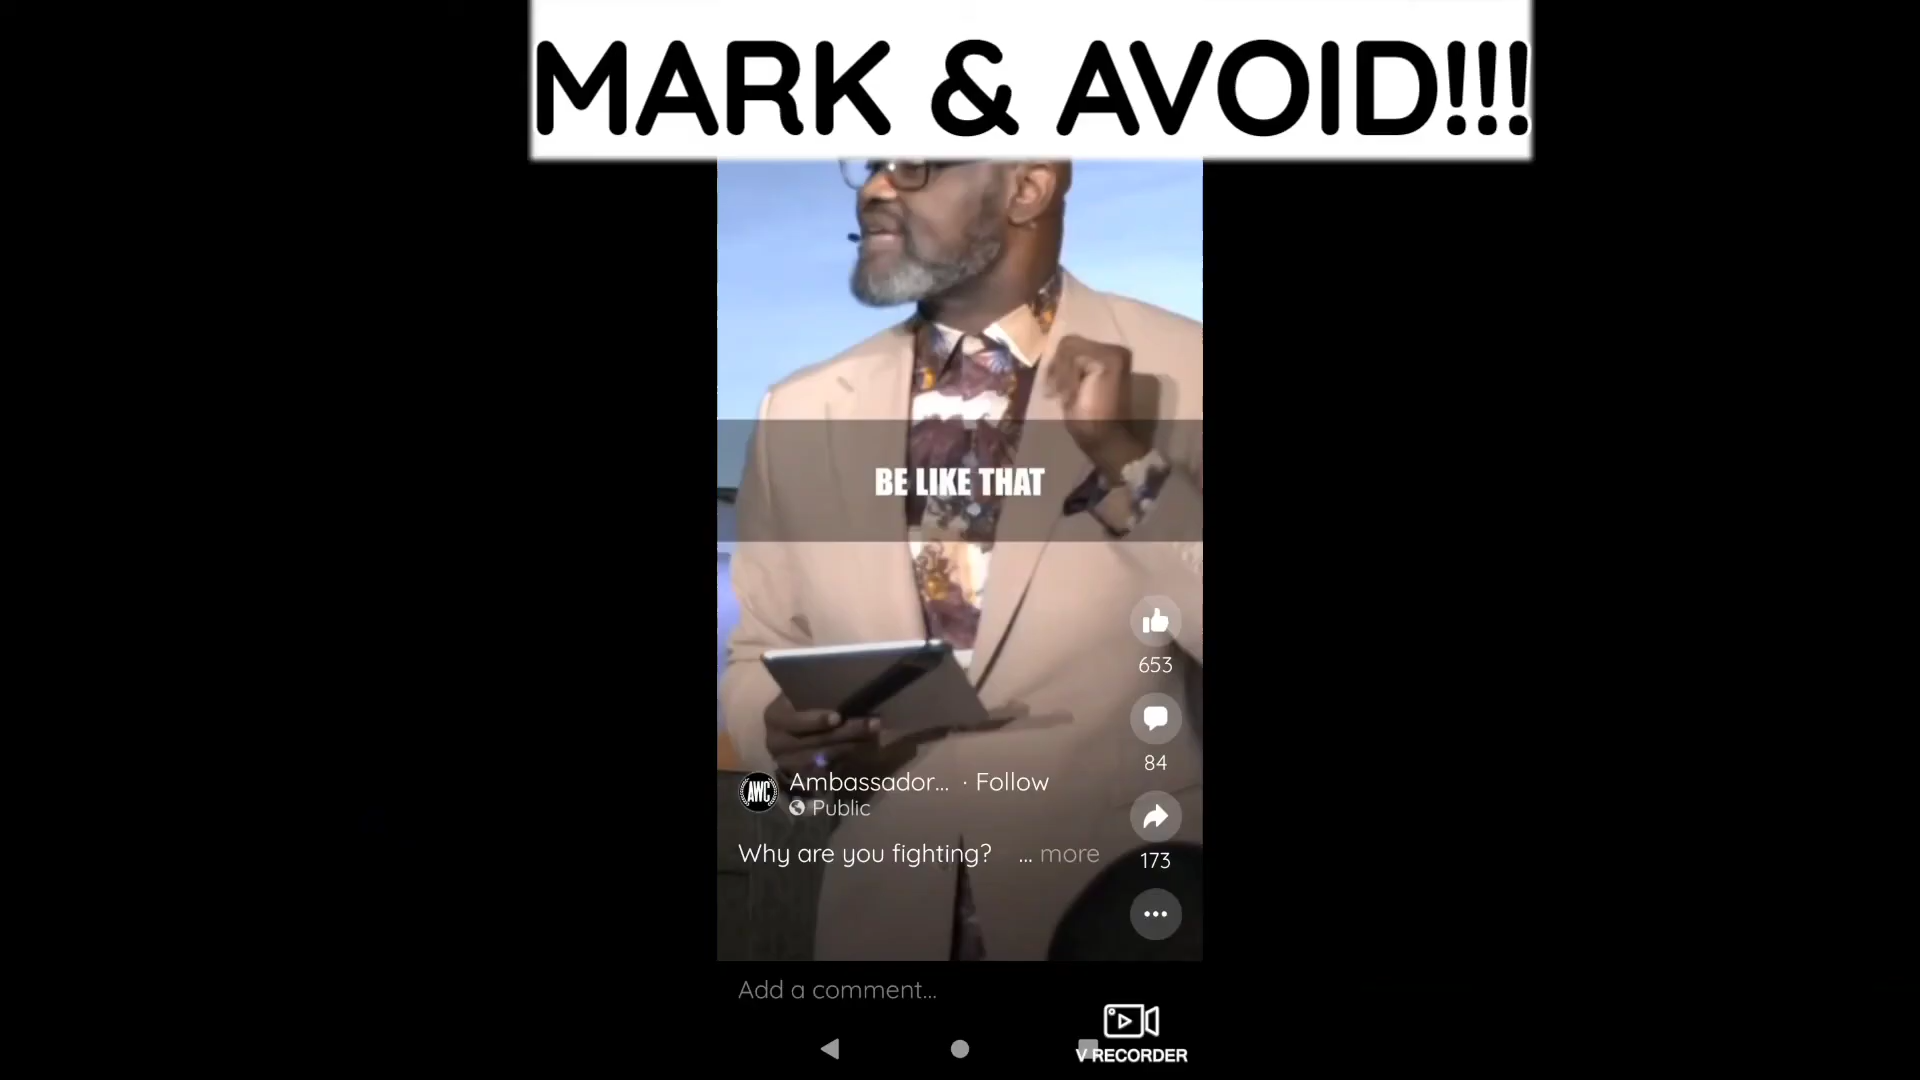 MARK & AVOID!!!
BE LIKE THAT
653
84
AWC
Ambassador... · Follow
Public
173
Why are you fighting? ... more
Add a comment...
V RECORDER